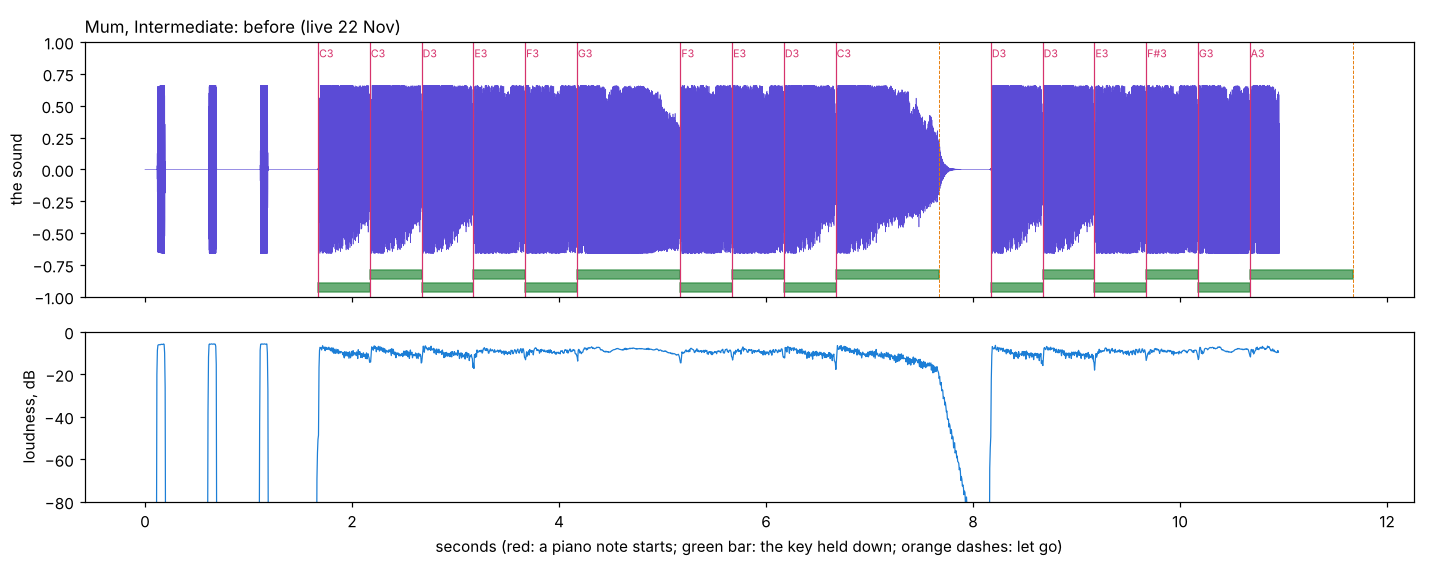 Mum, Intermediate: before (live 22 Nov)
1.00
0.75
0.50
0.25
0.00
−0.25
−0.50
−0.75
−1.00
the sound
C3 C3 D3 E3 F3 G3 F3 E3 D3 C3 D3 D3 E3 F#3 G3 A3
0
−20
−40
−60
−80
loudness, dB
0 2 4 6 8 10 12
seconds (red: a piano note starts; green bar: the key held down; orange dashes: let go)